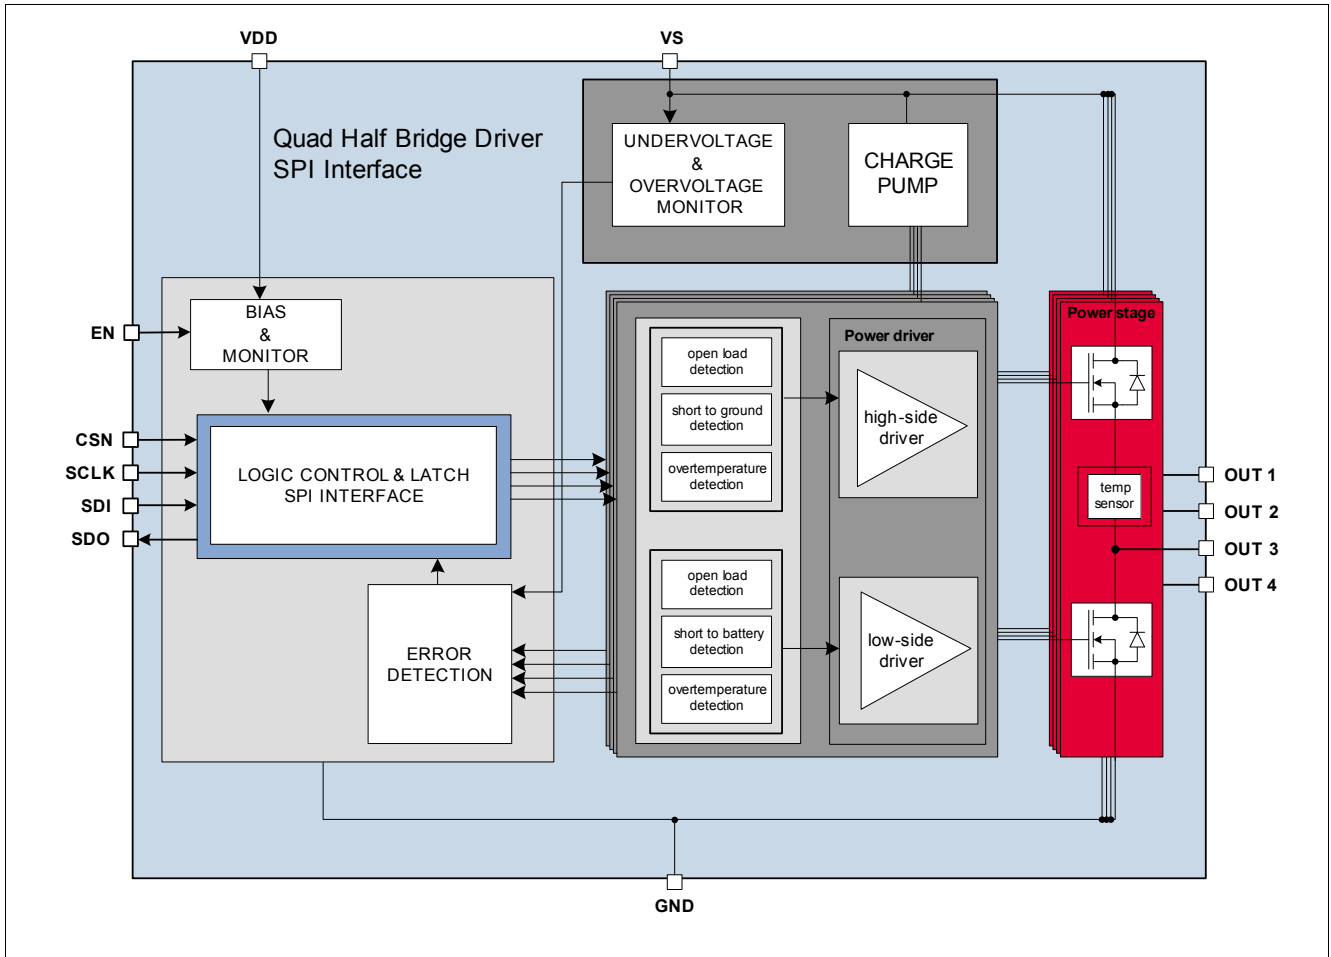 VDD
VS
Quad Half Bridge Driver
SPI Interface
UNDERVOLTAGE
&
OVERVOLTAGE
MONITOR
CHARGE
PUMP
EN
BIAS
&
MONITOR
CSN
SCLK
SDI
SDO
LOGIC CONTROL & LATCH
SPI INTERFACE
ERROR
DETECTION
open load
detection
short to ground
detection
overtemperature
detection
open load
detection
short to battery
detection
overtemperature
detection
Power driver
high-side
driver
low-side
driver
Power stage
temp
sensor
OUT 1
OUT 2
OUT 3
OUT 4
GND